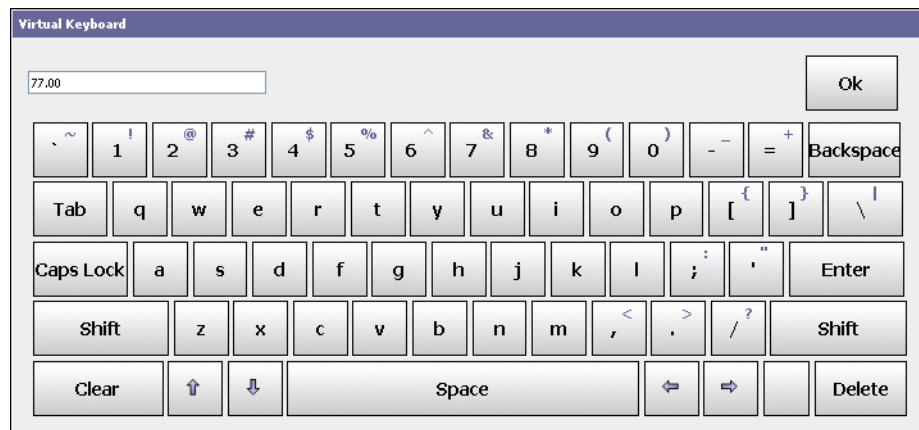 Virtual Keyboard
77.00
Ok
` ~ 1 ! 2 @ 3 # 4 $ 5 % 6 ^ 7 & 8 * 9 ( 0 ) - _ = + Backspace
Tab q w e r t y u i o p [ { ] } \ |
Caps Lock a s d f g h j k l ; : ' " Enter
Shift z x c v b n m , < . > / ? Shift
Clear ⇧ ⇩ Space ⇦ ⇨ Delete